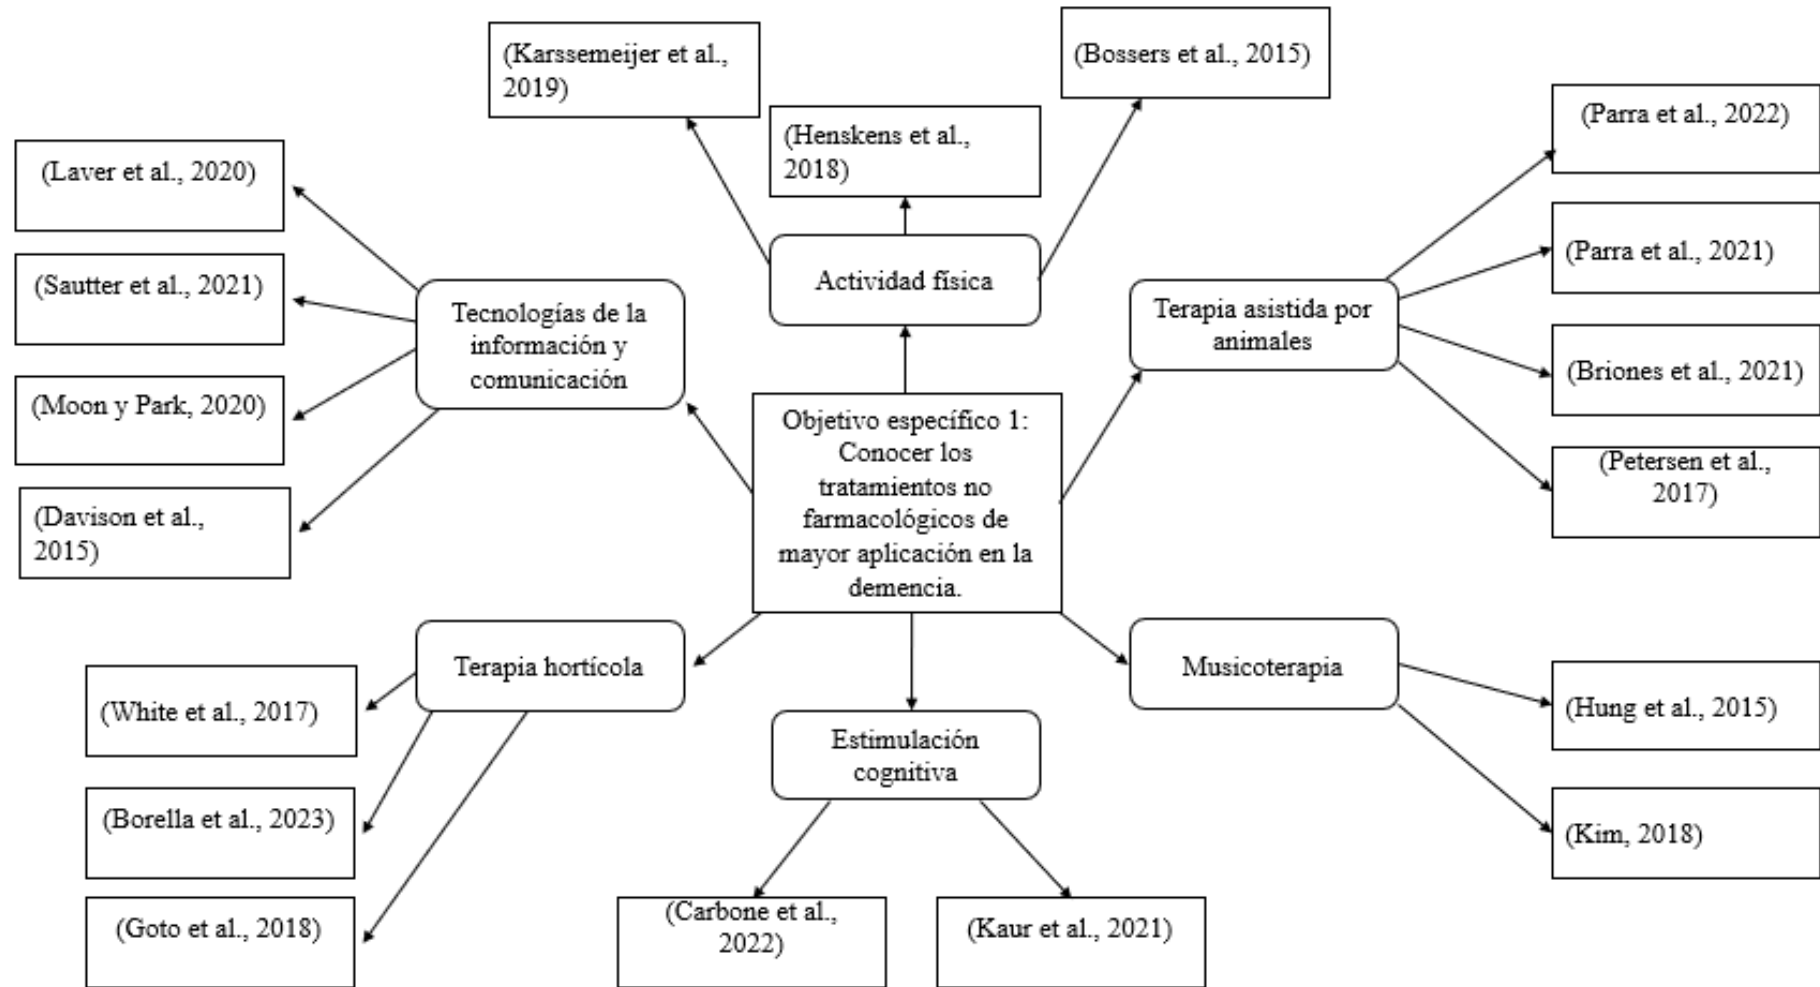 (Karssemeijer et al.,
2019)
(Bossers et al., 2015)
(Henskens et al.,
2018)
(Parra et al., 2022)
(Laver et al., 2020)
(Parra et al., 2021)
(Sautter et al., 2021)
Actividad física
Tecnologías de la
información y
comunicación
Terapia asistida por
animales
(Briones et al., 2021)
(Moon y Park, 2020)
Objetivo específico 1:
Conocer los
tratamientos no
farmacológicos de
mayor aplicación en la
demencia.
(Petersen et al.,
2017)
(Davison et al.,
2015)
Terapia hortícola
Musicoterapia
(White et al., 2017)
(Hung et al., 2015)
Estimulación
cognitiva
(Borella et al., 2023)
(Kim, 2018)
(Goto et al., 2018)
(Carbone et al.,
2022)
(Kaur et al., 2021)